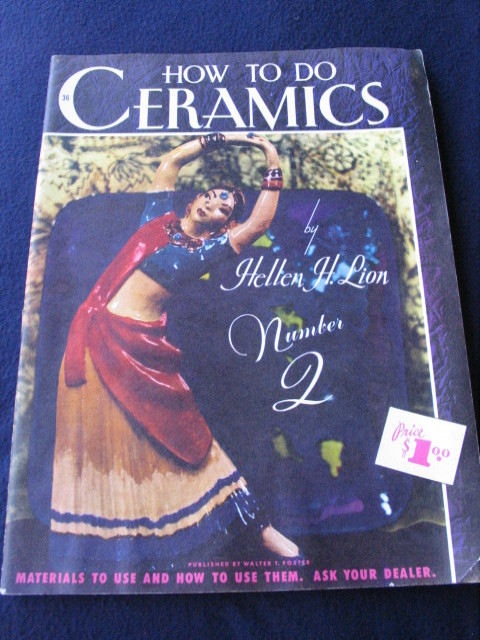 HOW TO DO
36
CERAMICS
by
Hellen H. Lion
Number
2
Price
$1.00
PUBLISHED BY WALTER T. FOSTER
MATERIALS TO USE AND HOW TO USE THEM. ASK YOUR DEALER.